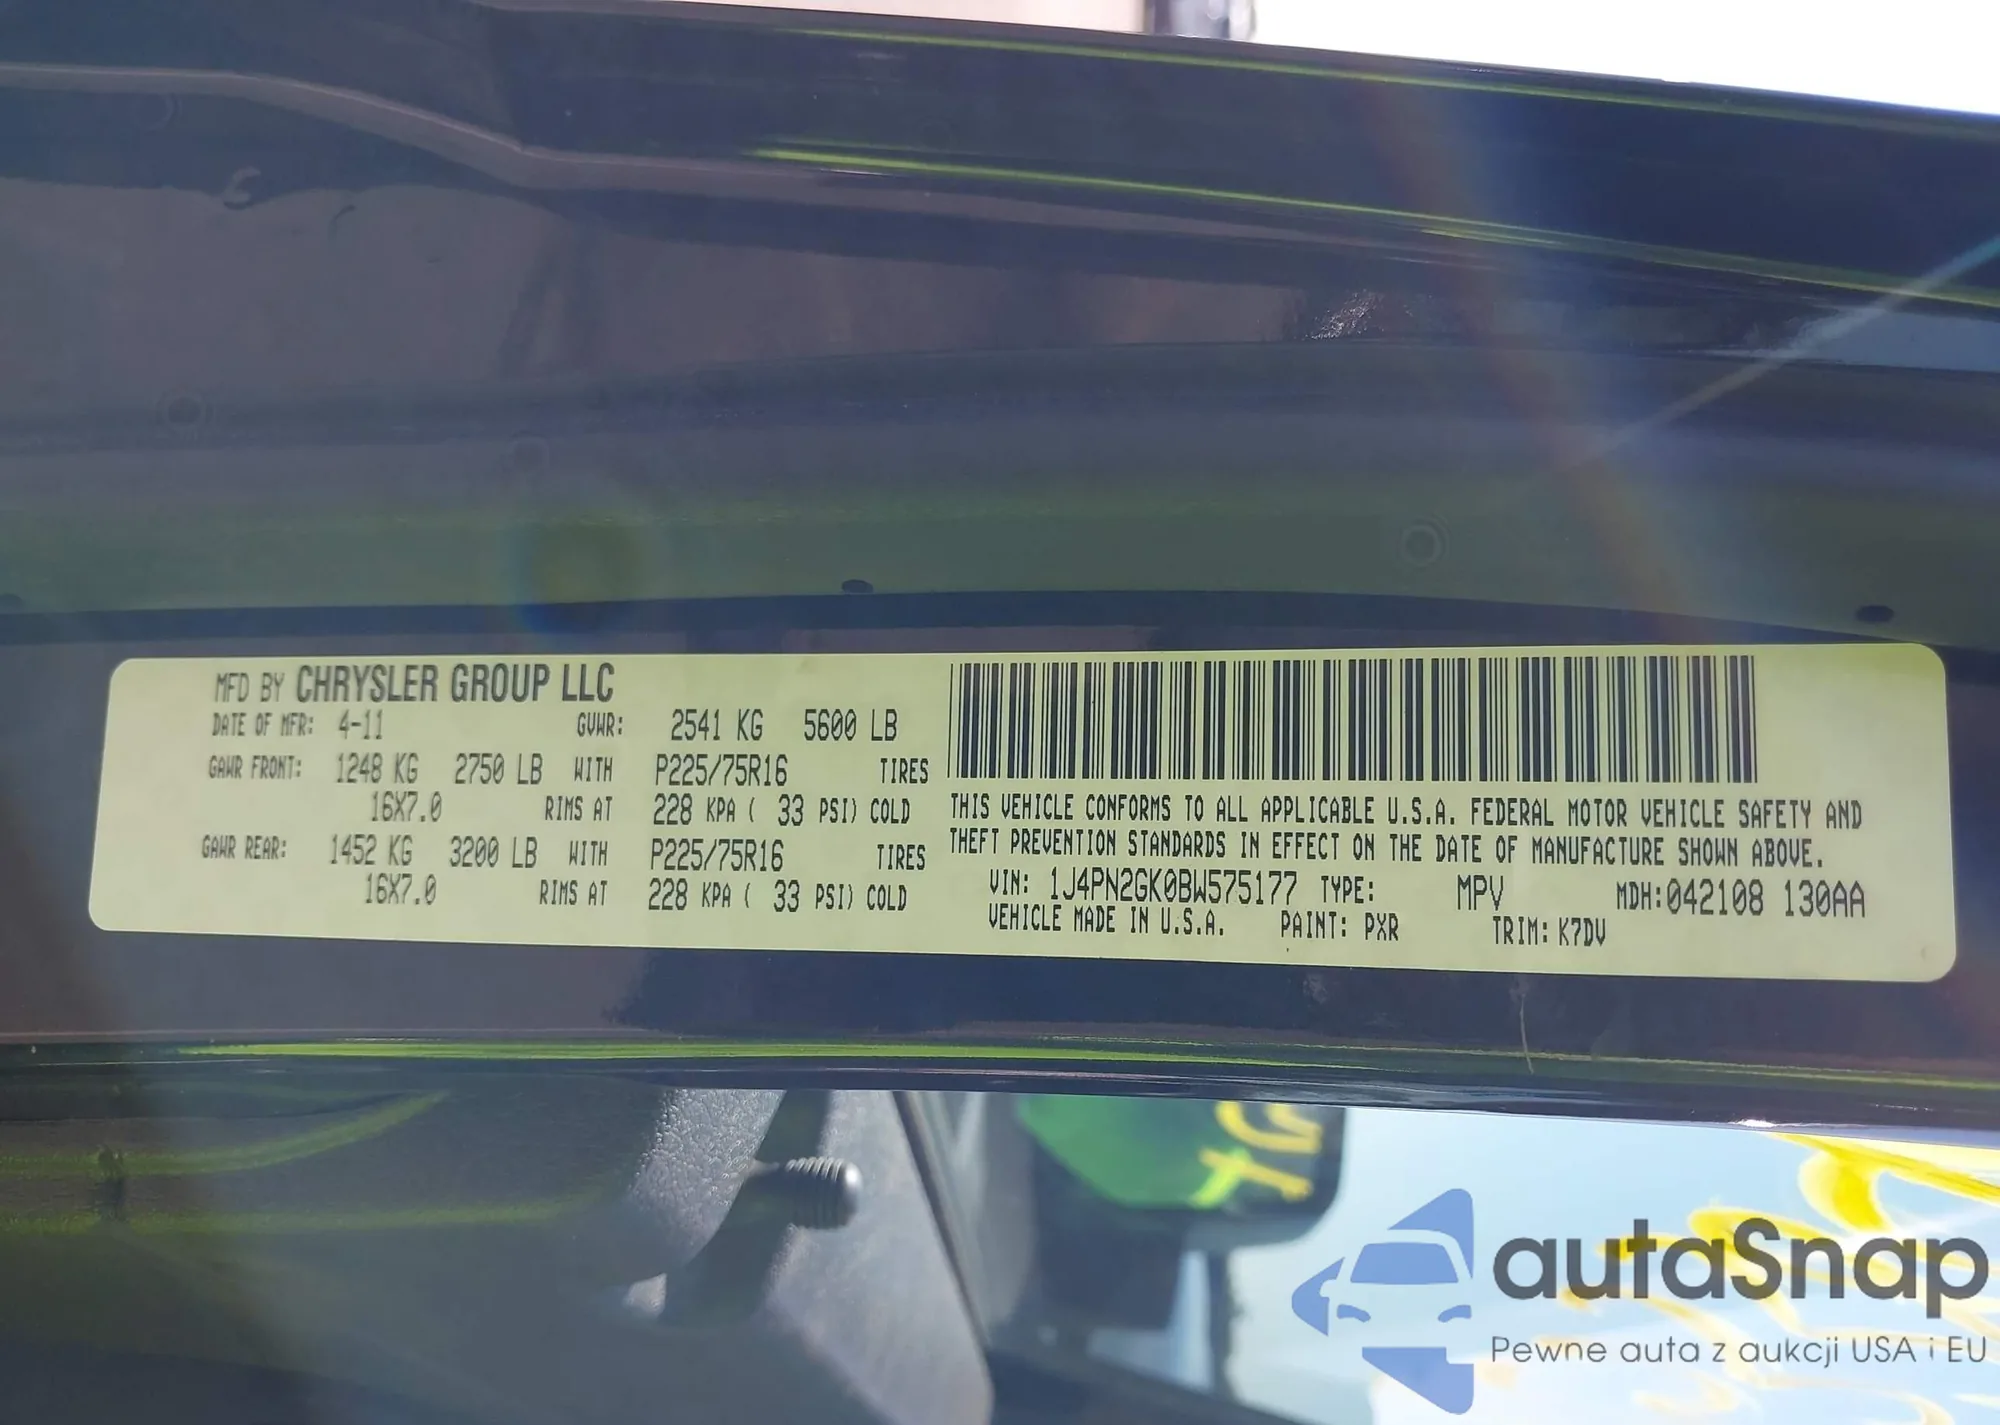 MFD BY CHRYSLER GROUP LLC
DATE OF MFR: 4-11 GVWR: 2541 KG 5600 LB
GAWR FRONT: 1248 KG 2750 LB WITH P225/75R16 TIRES
16X7.0 RIMS AT 228 KPA ( 33 PSI) COLD
GAWR REAR: 1452 KG 3200 LB WITH P225/75R16 TIRES
16X7.0 RIMS AT 228 KPA ( 33 PSI) COLD
THIS VEHICLE CONFORMS TO ALL APPLICABLE U.S.A. FEDERAL MOTOR VEHICLE SAFETY AND
THEFT PREVENTION STANDARDS IN EFFECT ON THE DATE OF MANUFACTURE SHOWN ABOVE.
VIN: 1J4PN2GK0BW575177 TYPE: MPV MDH:042108 130AA
VEHICLE MADE IN U.S.A. PAINT: PXR TRIM: K7DV
autaSnap
Pewne auta z aukcji USA i EU